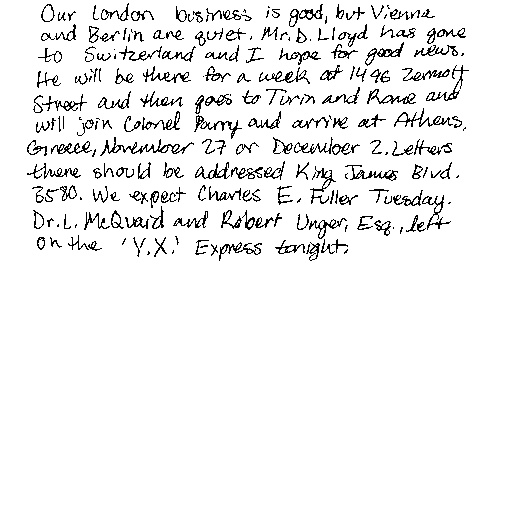 Our London business is good, but Vienna
and Berlin are quiet. Mr. D. Lloyd has gone
to Switzerland and I hope for good news.
He will be there for a week at 1496 Zermott
Street and then goes to Turin and Rome and
will join Colonel Parry and arrive at Athens,
Greece, November 27 or December 2. Letters
there should be addressed King James Blvd.
3580. We expect Charles E. Fuller Tuesday.
Dr. L. McQuaid and Robert Unger, Esq., left
on the 'Y.X.' Express tonight.